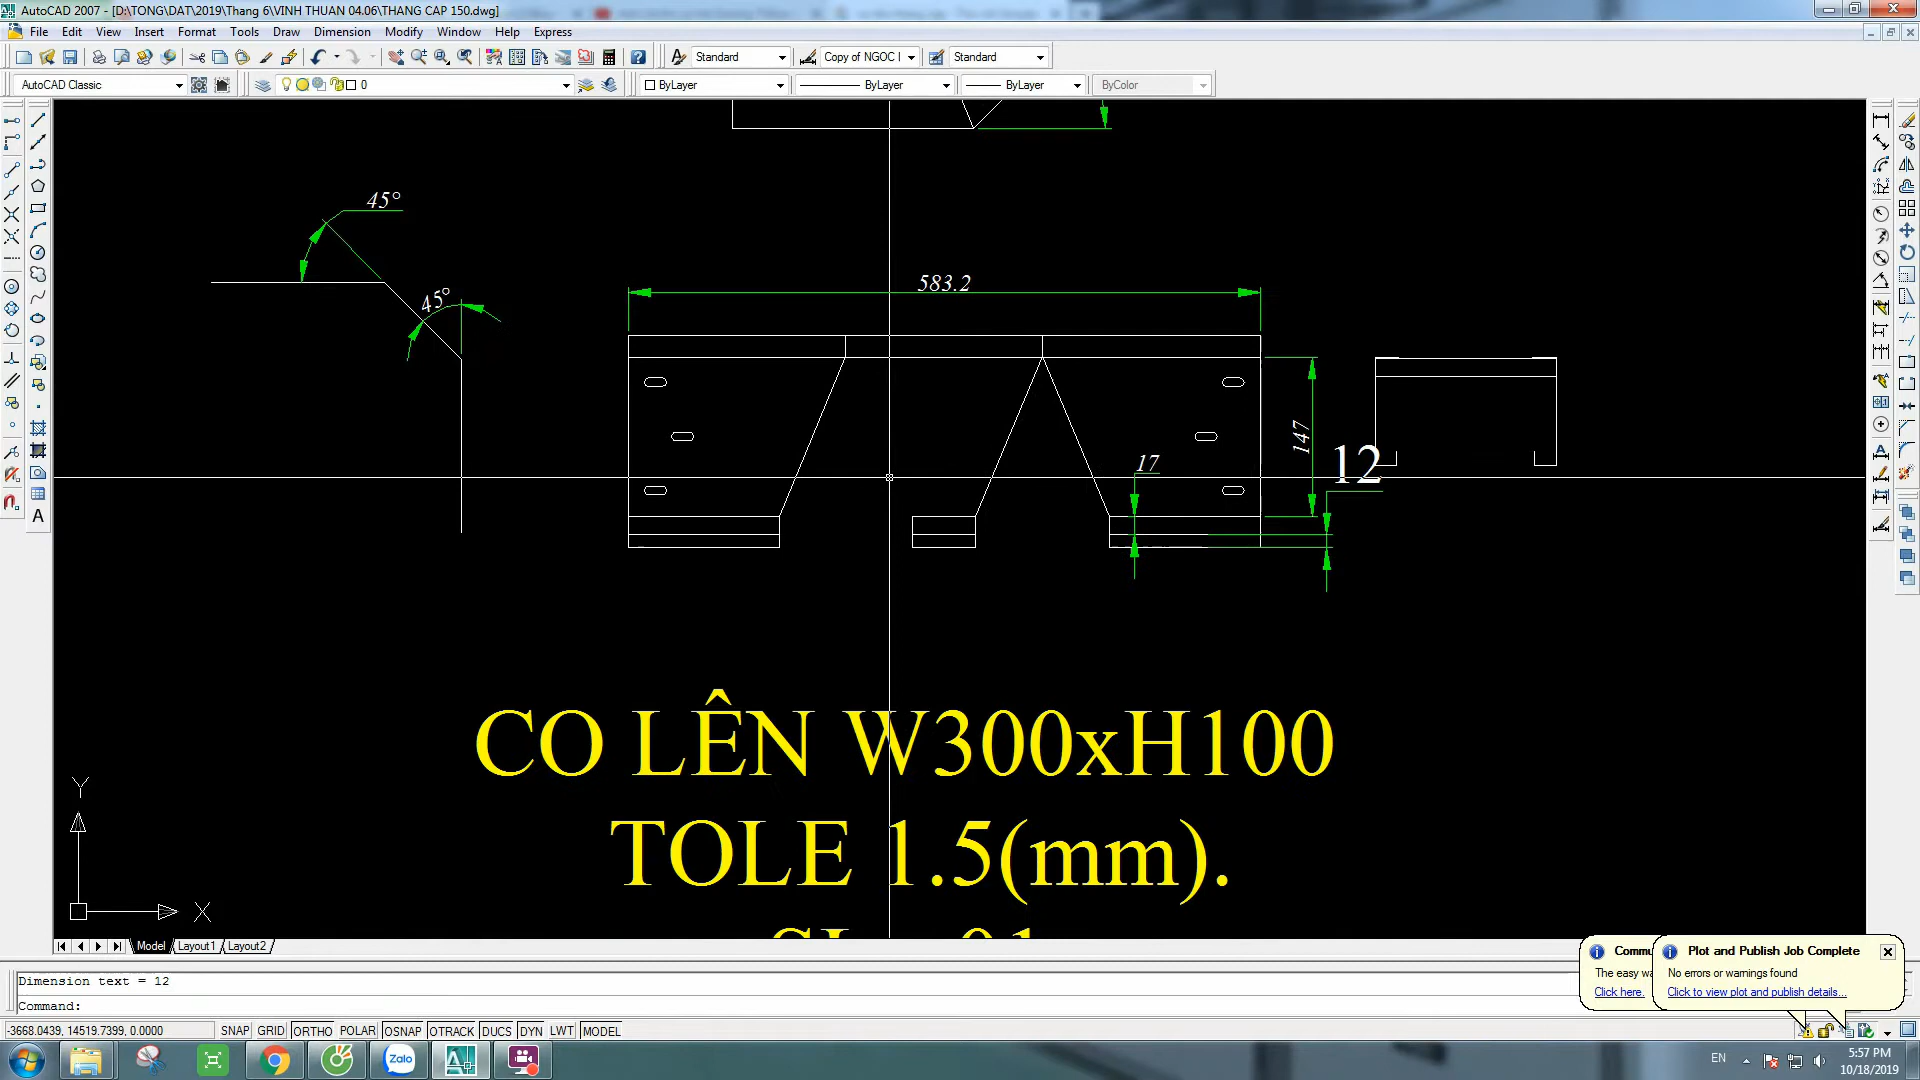 AutoCAD 2007 - [D:\TONG\DAT\2019\Thang 6\VINH THUAN 04.06\THANG CAP 150.dwg]
File Edit View Insert Format Tools Draw Dimension Modify Window Help Express
Standard Copy of NGOC Standard
AutoCAD Classic 0 ByLayer ByLayer ByLayer ByColor
45°
45°
583.2
147
17
12
CO LÊN W300xH100
TOLE 1.5(mm).
Y
X
Model Layout1 Layout2
Dimension text = 12
Command:
Plot and Publish Job Complete
The easy
No errors or warnings found
Click here.
Click to view plot and publish details...
-3668.0439, 14519.7399, 0.0000 SNAP GRID ORTHO POLAR OSNAP OTRACK DUCS DYN LWT MODEL
Zalo
EN
5:57 PM
10/18/2019